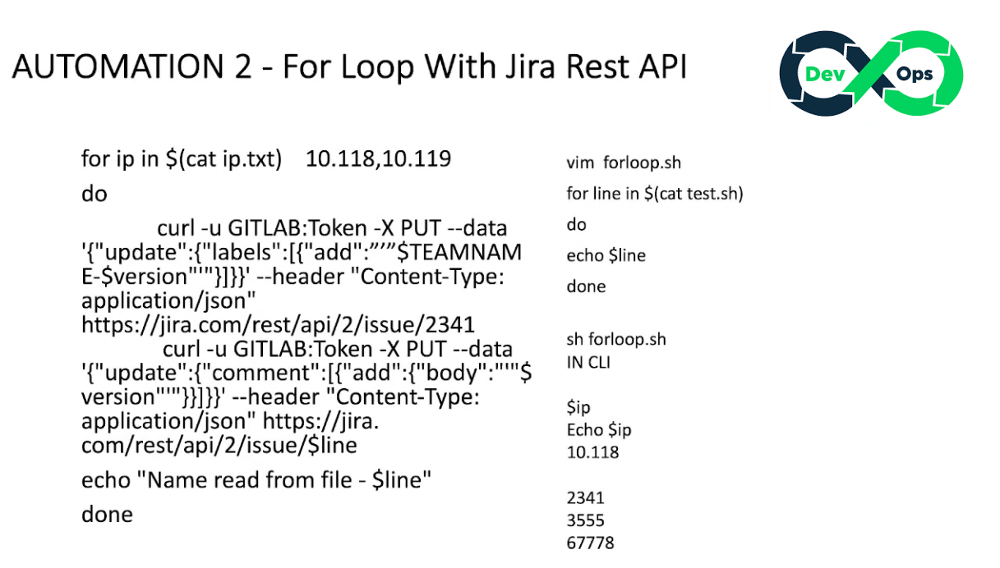 AUTOMATION 2 - For Loop With Jira Rest API
Dev Ops
for ip in $(cat ip.txt) 10.118,10.119
do
curl -u GITLAB:Token -X PUT --data
'{"update":{"labels":[{"add":”’”$TEAMNAM
E-$version"'"}]}}' --header "Content-Type:
application/json"
https://jira.com/rest/api/2/issue/2341
curl -u GITLAB:Token -X PUT --data
'{"update":{"comment":[{"add":{"body":"'"$
version"'"}}]}}' --header "Content-Type:
application/json" https://jira.
com/rest/api/2/issue/$line
echo "Name read from file - $line"
done
vim forloop.sh
for line in $(cat test.sh)
do
echo $line
done
sh forloop.sh
IN CLI
$ip
Echo $ip
10.118
2341
3555
67778